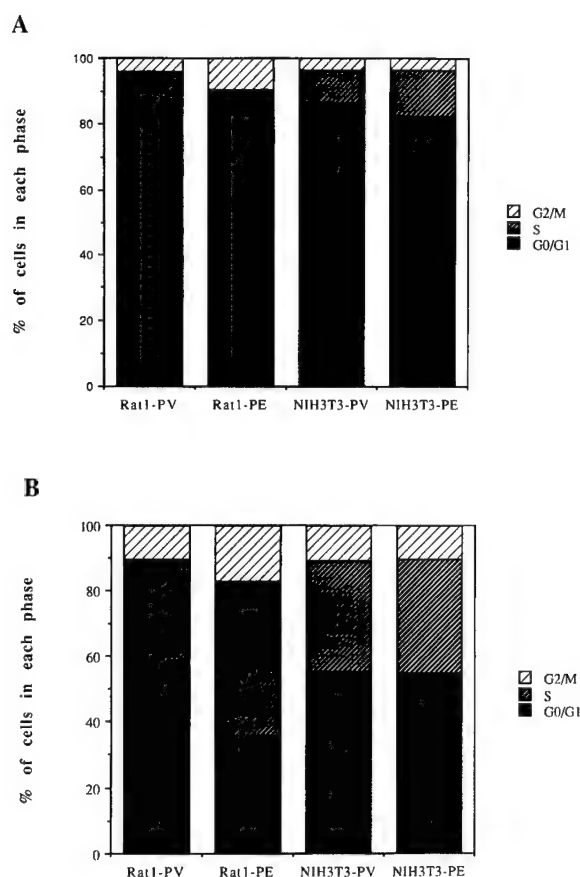 A
% of cells in each phase
100
80
60
40
20
0
Rat1-PV Rat1-PE NIH3T3-PV NIH3T3-PE
G2/M
S
G0/G1
B
% of cells in each phase
100
80
60
40
20
0
Rat1-PV Rat1-PE NIH3T3-PV NIH3T3-PE
G2/M
S
G0/G1